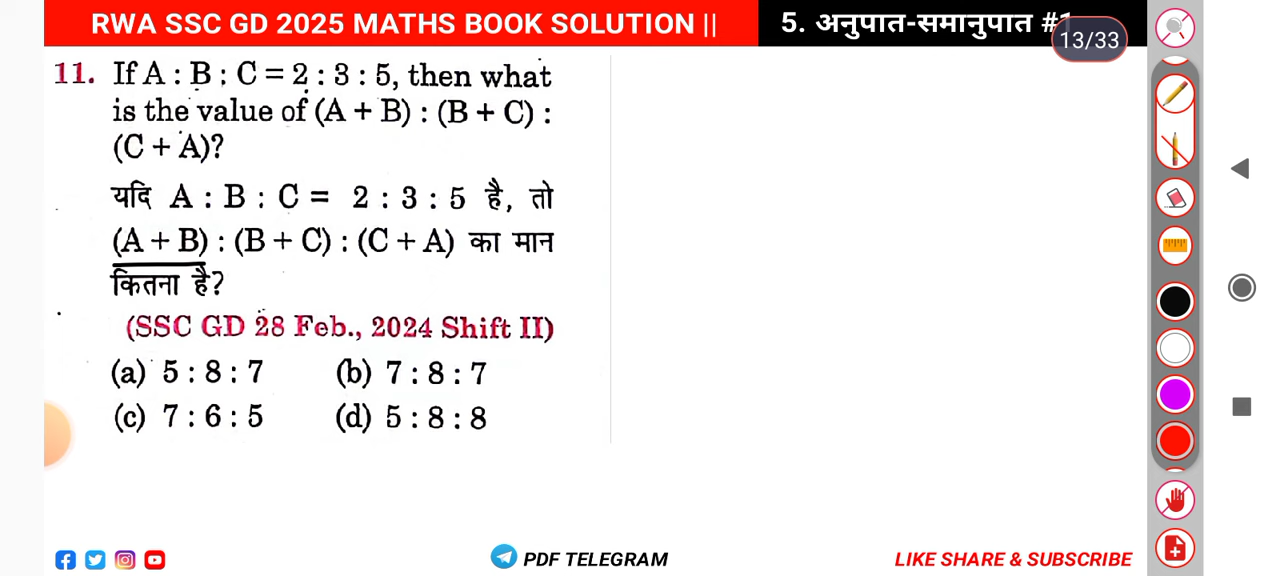 RWA SSC GD 2025 MATHS BOOK SOLUTION ||
5. अनुपात-समानुपात #1
13/33
11. If A : B : C = 2 : 3 : 5, then what
is the value of (A + B) : (B + C) :
(C + A)?
यदि A : B : C = 2 : 3 : 5 है, तो
(A + B) : (B + C) : (C + A) का मान
कितना है?
(SSC GD 28 Feb., 2024 Shift II)
(a) 5 : 8 : 7 (b) 7 : 8 : 7
(c) 7 : 6 : 5 (d) 5 : 8 : 8
PDF TELEGRAM
LIKE SHARE & SUBSCRIBE